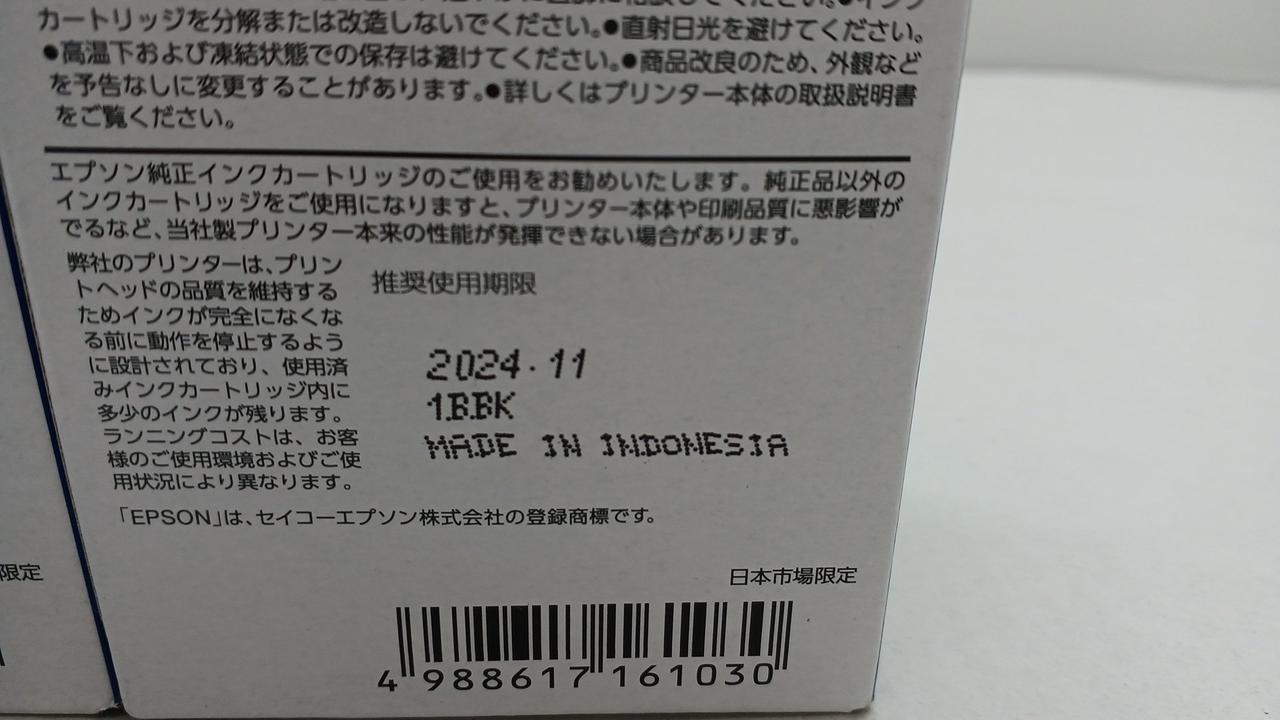 カートリッジを分解または改造しないでください。●直射日光を避けてください。
●高温下および凍結状態での保存は避けてください。●商品改良のため、外観など
を予告なしに変更することがあります。●詳しくはプリンター本体の取扱説明書
をご覧ください。
エプソン純正インクカートリッジのご使用をお勧めいたします。純正品以外の
インクカートリッジをご使用になりますと、プリンター本体や印刷品質に悪影響が
でるなど、当社製プリンター本来の性能が発揮できない場合があります。
弊社のプリンターは、プリン
トヘッドの品質を維持する
ためインクが完全になくな
る前に動作を停止するよう
に設計されており、使用済
みインクカートリッジ内に
多少のインクが残ります。
ランニングコストは、お客
様のご使用環境およびご使
用状況により異なります。
推奨使用期限
2024.11
1BBK
MADE IN INDONESIA
「EPSON」は、セイコーエプソン株式会社の登録商標です。
限定
日本市場限定
4 988617 161030